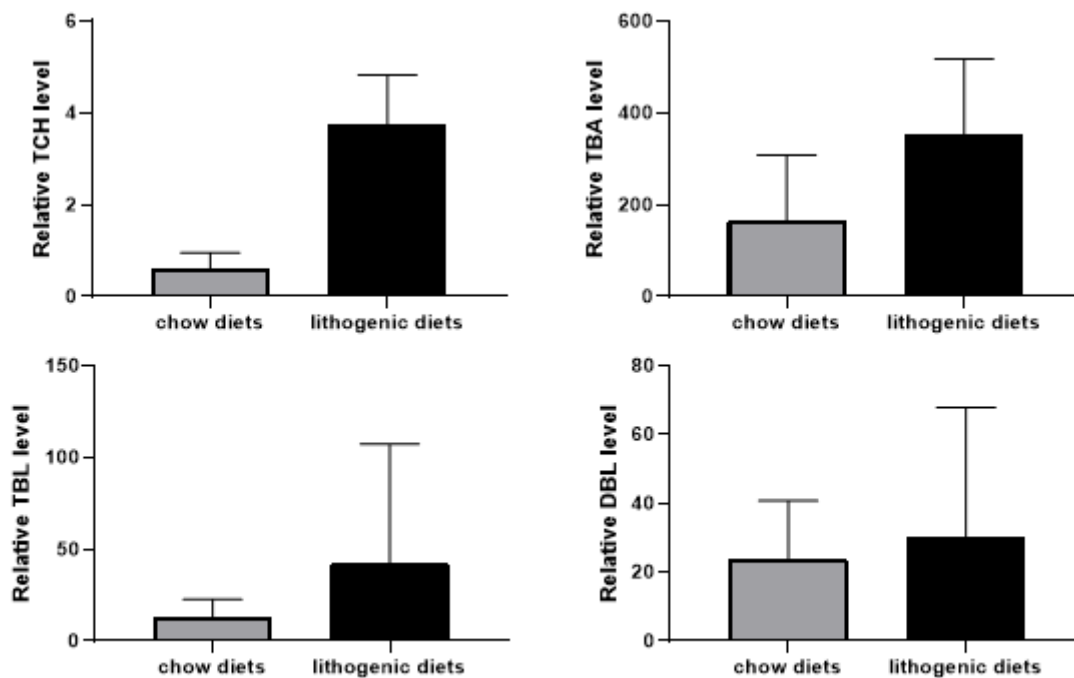 Relative TCH level
6
4
2
0
chow diets lithogenic diets
Relative TBA level
600
400
200
0
chow diets lithogenic diets
Relative TBL level
150
100
50
0
chow diets lithogenic diets
Relative DBL level
80
60
40
20
0
chow diets lithogenic diets